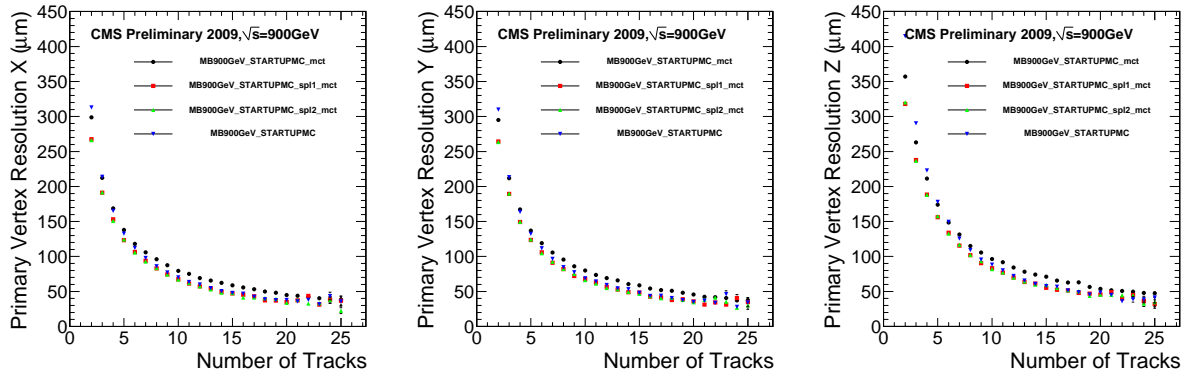 Primary Vertex Resolution X (μm)
450
400
350
300
250
200
150
100
50
0
CMS Preliminary 2009,√s=900GeV
MB900GeV_STARTUPMC_mct
MB900GeV_STARTUPMC_spl1_mct
MB900GeV_STARTUPMC_spl2_mct
MB900GeV_STARTUPMC
0 5 10 15 20 25
Number of Tracks
Primary Vertex Resolution Y (μm)
450
400
350
300
250
200
150
100
50
0
CMS Preliminary 2009,√s=900GeV
MB900GeV_STARTUPMC_mct
MB900GeV_STARTUPMC_spl1_mct
MB900GeV_STARTUPMC_spl2_mct
MB900GeV_STARTUPMC
0 5 10 15 20 25
Number of Tracks
Primary Vertex Resolution Z (μm)
450
400
350
300
250
200
150
100
50
0
CMS Preliminary 2009,√s=900GeV
MB900GeV_STARTUPMC_mct
MB900GeV_STARTUPMC_spl1_mct
MB900GeV_STARTUPMC_spl2_mct
MB900GeV_STARTUPMC
0 5 10 15 20 25
Number of Tracks